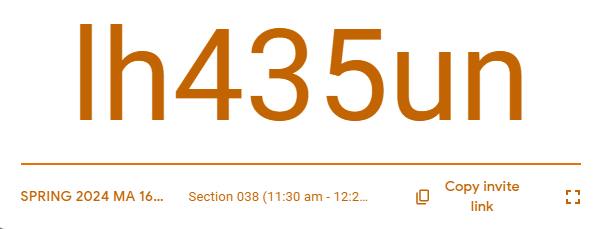 lh435un
SPRING 2024 MA 16...
Section 038 (11:30 am - 12:2...
Copy invite
link